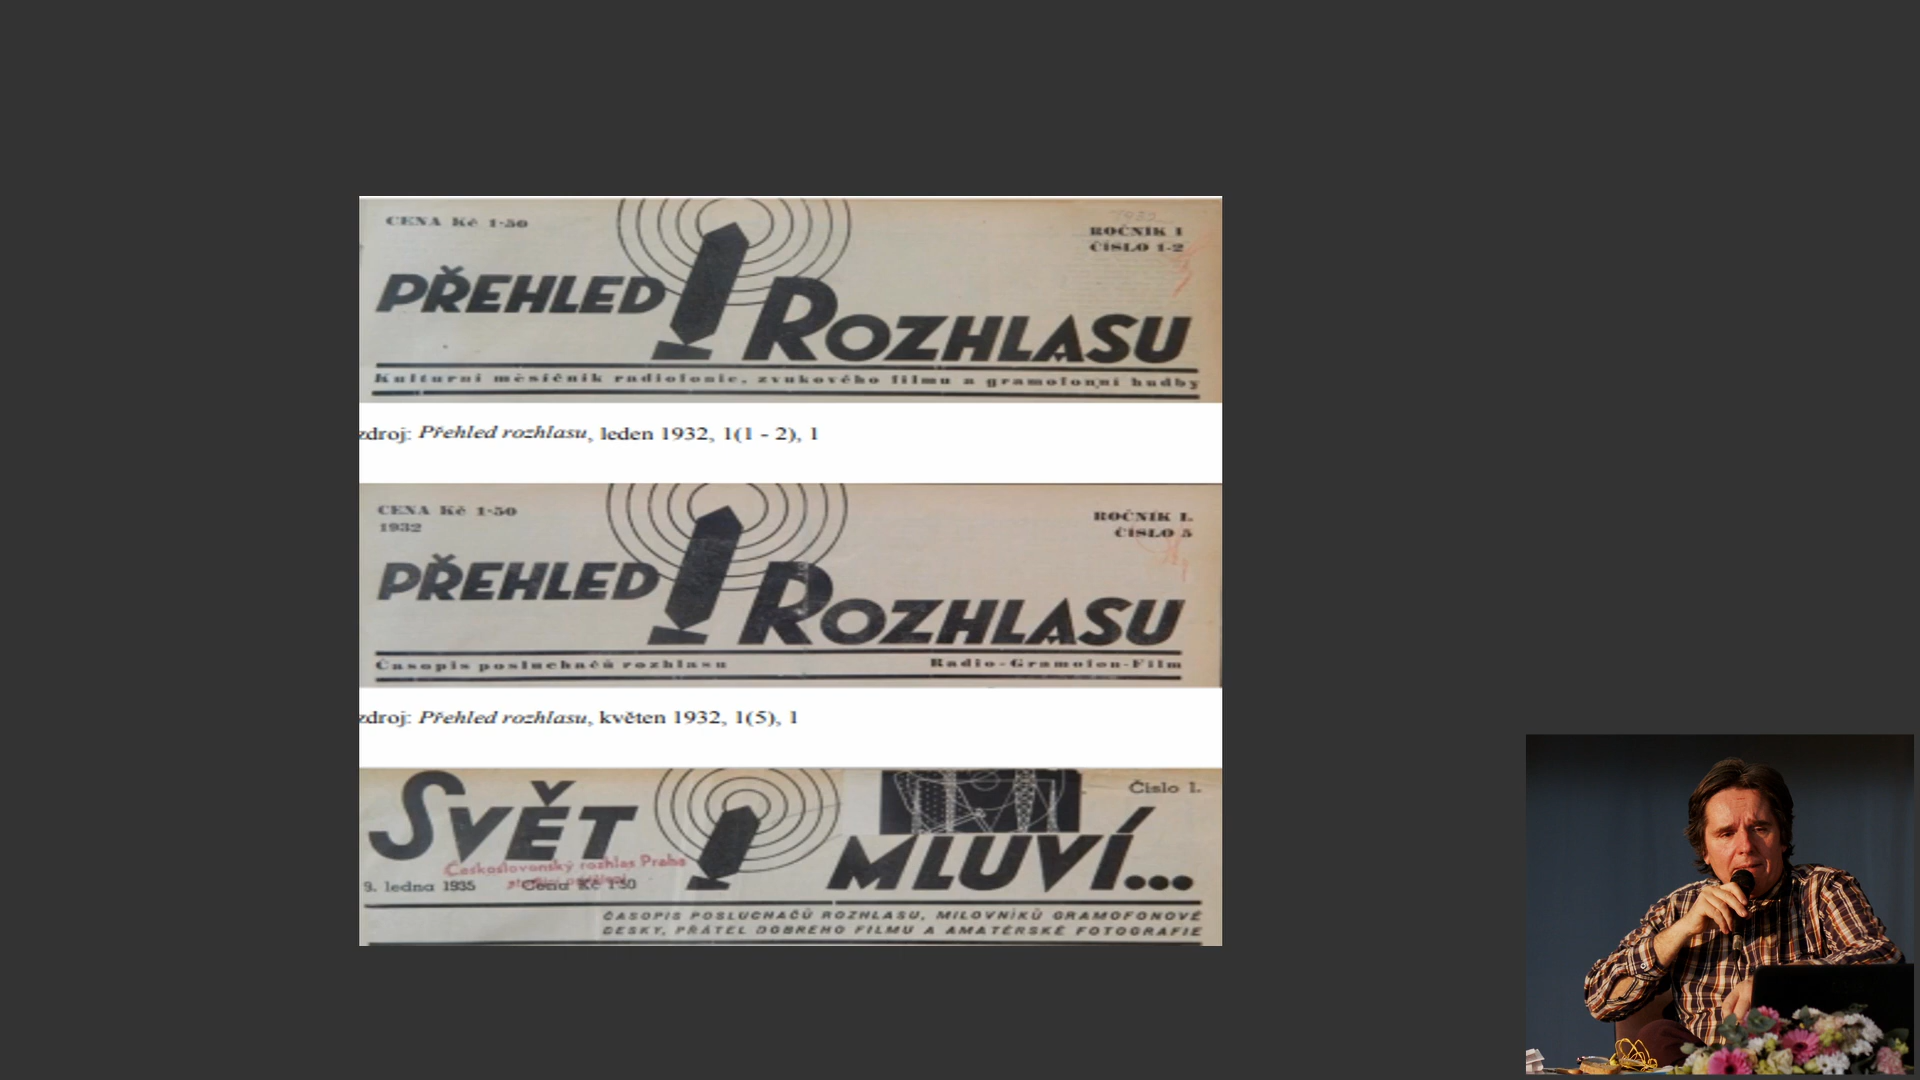 CENA Kč 1·50
ROČNÍK 1
ČÍSLO 1-2
PŘEHLED ROZHLASU
Kulturní měsíčník radiofonie, zvukového filmu a gramofonní hudby
zdroj: Přehled rozhlasu, leden 1932, 1(1 - 2), 1
CENA Kč 1·50
1932
ROČNÍK I.
ČÍSLO 5
PŘEHLED ROZHLASU
Časopis posluchačů rozhlasu Radio-Gramofon-Film
zdroj: Přehled rozhlasu, květen 1932, 1(5), 1
Číslo 1.
SVĚT MLUVÍ...
Československý rozhlas Praha
9. ledna 1935 Cena Kč 1·50
ČASOPIS POSLUCHAČŮ ROZHLASU, MILOVNÍKŮ GRAMOFONOVÉ
DESKY, PŘÁTEL DOBRÉHO FILMU A AMATÉRSKÉ FOTOGRAFIE